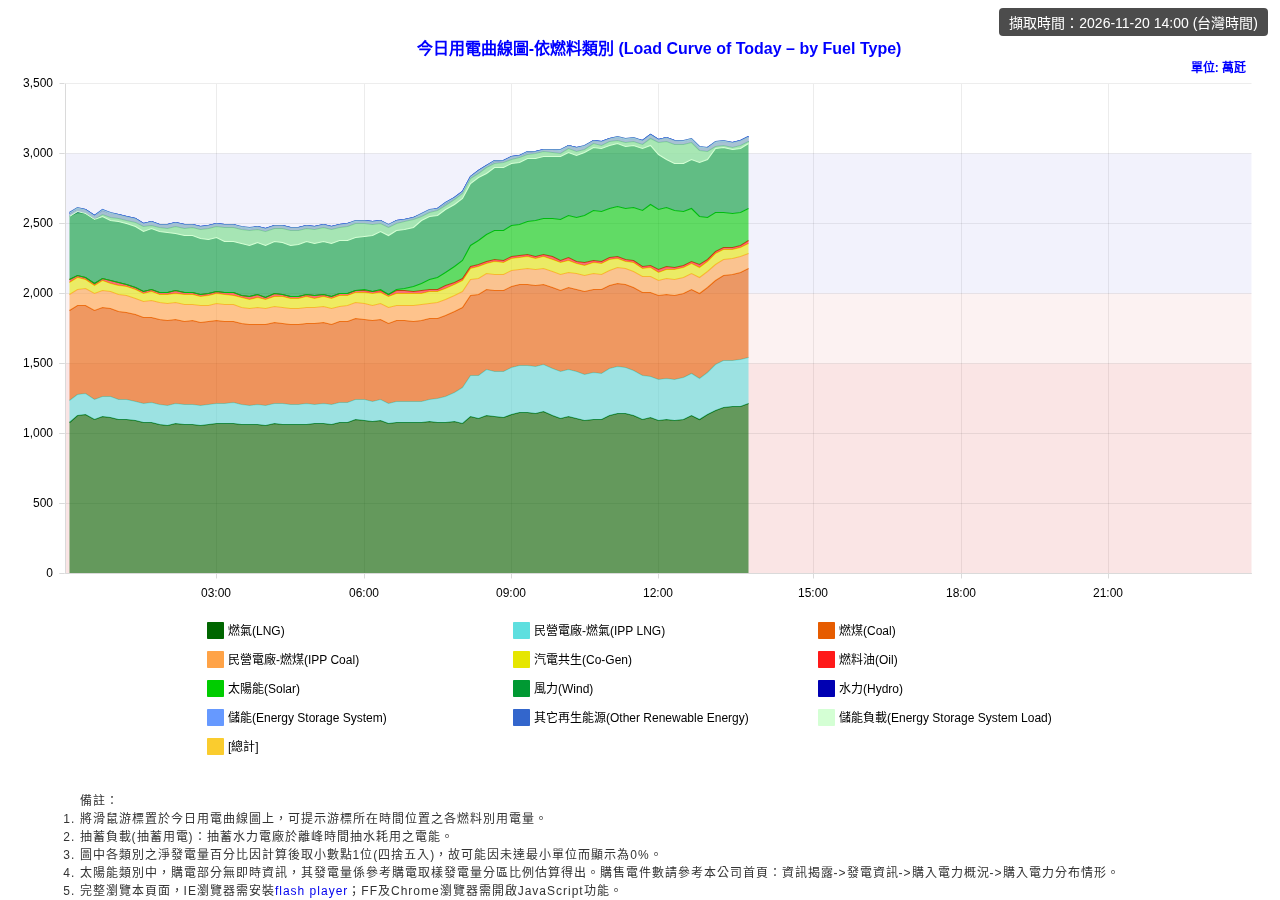 擷取時間：2026-11-20 14:00 (台灣時間)
今日用電曲線圖-依燃料類別 (Load Curve of Today – by Fuel Type)
單位: 萬瓩
3,500
3,000
2,500
2,000
1,500
1,000
500
0
03:00 06:00 09:00 12:00 15:00 18:00 21:00
燃氣(LNG) 民營電廠-燃氣(IPP LNG) 燃煤(Coal)
民營電廠-燃煤(IPP Coal) 汽電共生(Co-Gen) 燃料油(Oil)
太陽能(Solar) 風力(Wind) 水力(Hydro)
儲能(Energy Storage System) 其它再生能源(Other Renewable Energy) 儲能負載(Energy Storage System Load)
[總計]
備註：
1. 將滑鼠游標置於今日用電曲線圖上，可提示游標所在時間位置之各燃料別用電量。
2. 抽蓄負載(抽蓄用電)：抽蓄水力電廠於離峰時間抽水耗用之電能。
3. 圖中各類別之淨發電量百分比因計算後取小數點1位(四捨五入)，故可能因未達最小單位而顯示為0%。
4. 太陽能類別中，購電部分無即時資訊，其發電量係參考購電取樣發電量分區比例估算得出。購售電件數請參考本公司首頁：資訊揭露->發電資訊->購入電力概況->購入電力分布情形。
5. 完整瀏覽本頁面，IE瀏覽器需安裝flash player；FF及Chrome瀏覽器需開啟JavaScript功能。